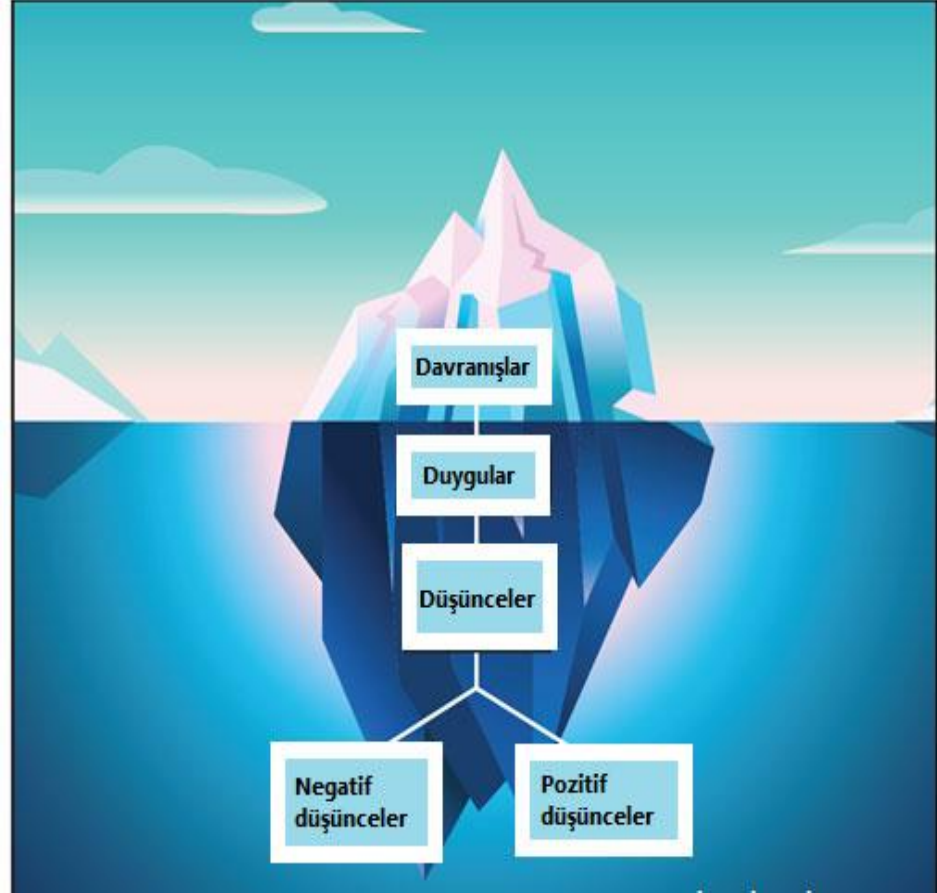 Davranışlar
Duygular
Düşünceler
Negatif
düşünceler
Pozitif
düşünceler